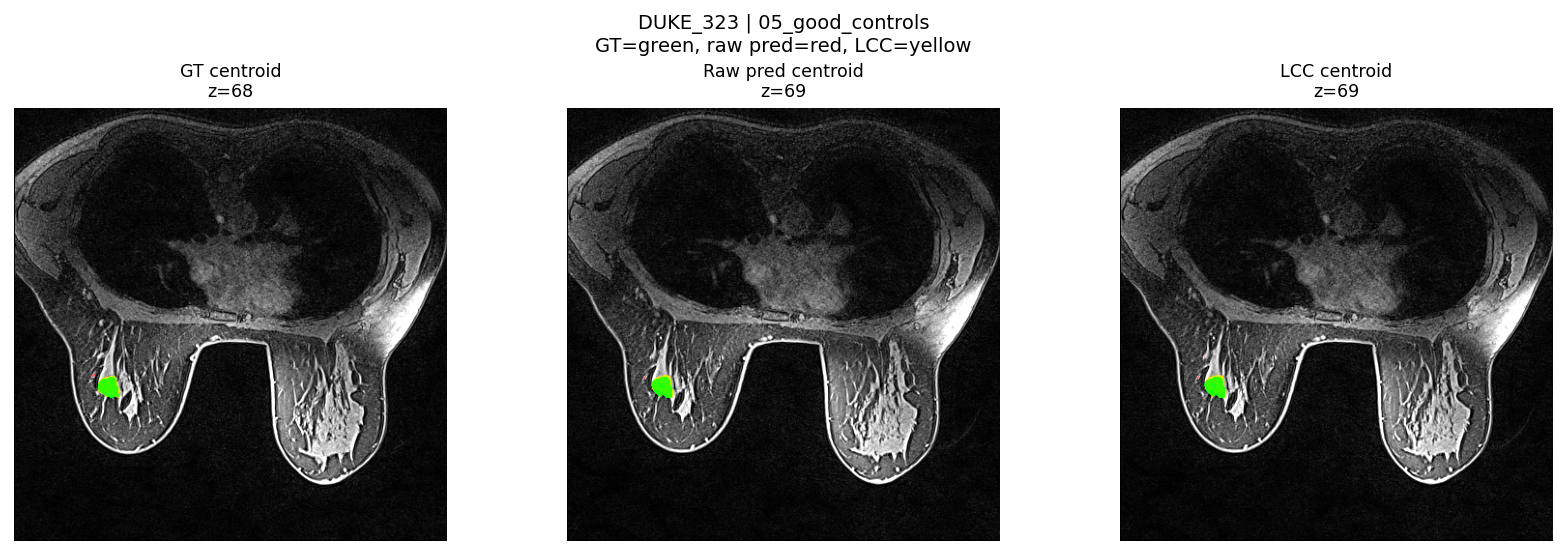 DUKE_323 | 05_good_controls
GT=green, raw pred=red, LCC=yellow
GT centroid
z=68
Raw pred centroid
z=69
LCC centroid
z=69